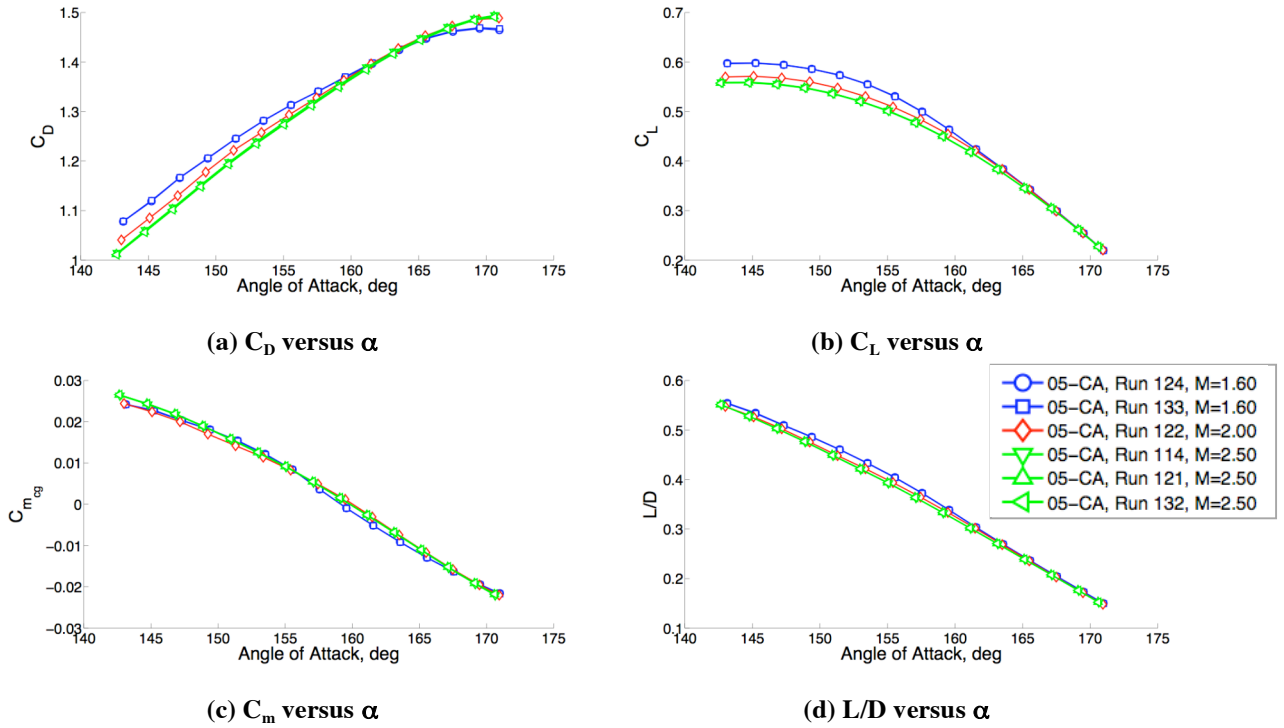 1.5
1.4
1.3
1.2
1.1
1
C_D
140 145 150 155 160 165 170 175
Angle of Attack, deg
(a) C_D versus α
0.7
0.6
0.5
0.4
0.3
0.2
C_L
140 145 150 155 160 165 170 175
Angle of Attack, deg
(b) C_L versus α
0.03
0.02
0.01
0
−0.01
−0.02
−0.03
C_m_cg
140 145 150 155 160 165 170 175
Angle of Attack, deg
(c) C_m versus α
0.6
0.5
0.4
0.3
0.2
0.1
L/D
140 145 150 155 160 165 170 175
Angle of Attack, deg
(d) L/D versus α
05-CA, Run 124, M=1.60
05-CA, Run 133, M=1.60
05-CA, Run 122, M=2.00
05-CA, Run 114, M=2.50
05-CA, Run 121, M=2.50
05-CA, Run 132, M=2.50